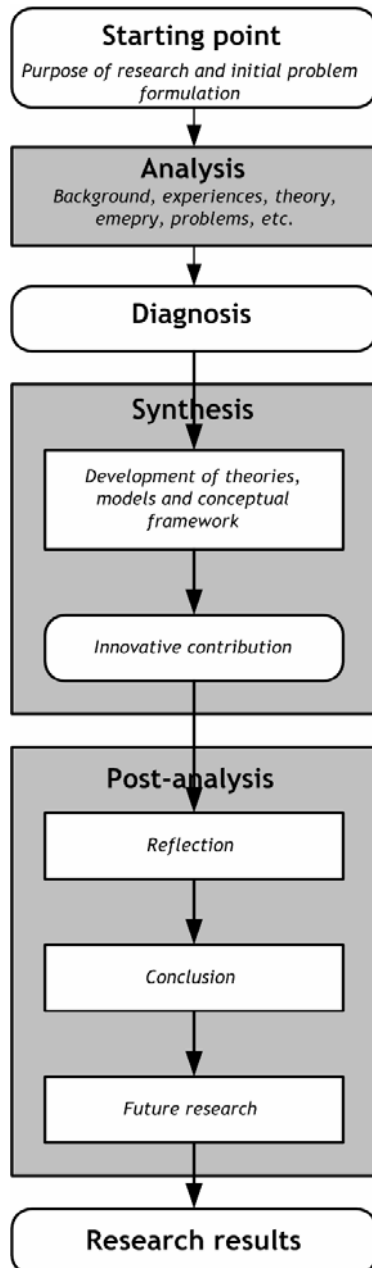 Starting point
Purpose of research and initial problem
formulation
Analysis
Background, experiences, theory,
emepry, problems, etc.
Diagnosis
Synthesis
Development of theories,
models and conceptual
framework
Innovative contribution
Post-analysis
Reflection
Conclusion
Future research
Research results